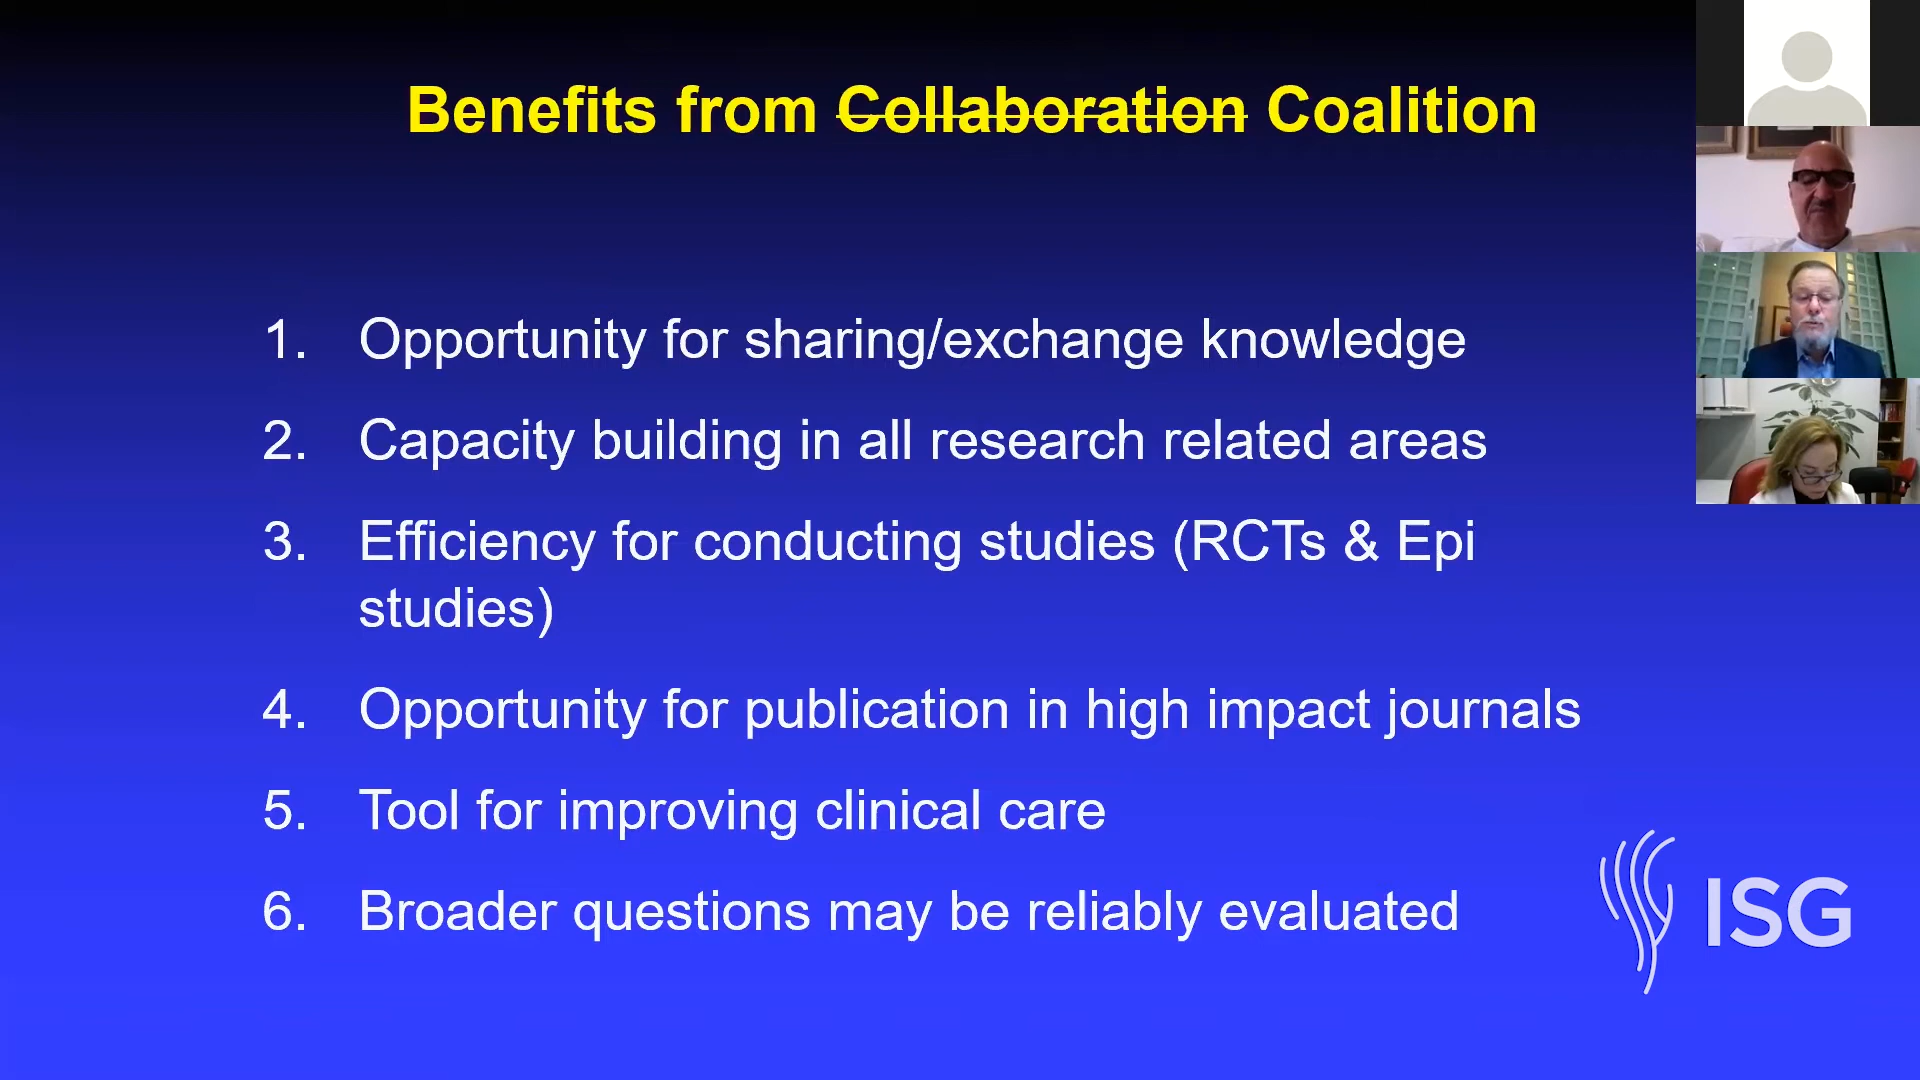 Benefits from Collaboration Coalition
1. Opportunity for sharing/exchange knowledge
2. Capacity building in all research related areas
3. Efficiency for conducting studies (RCTs & Epi
studies)
4. Opportunity for publication in high impact journals
5. Tool for improving clinical care
6. Broader questions may be reliably evaluated
ISG